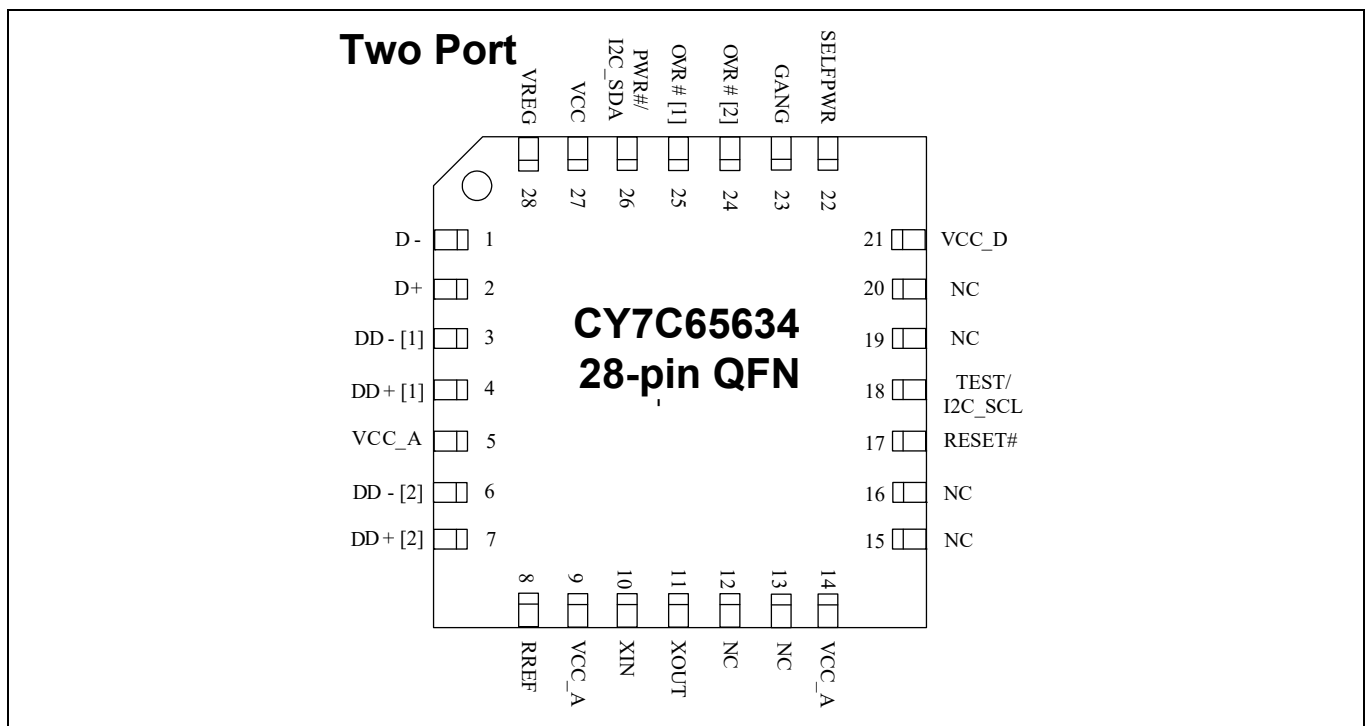 Two Port
VREG
VCC
PWR#/
I2C_SDA
OVR # [1]
OVR # [2]
GANG
SELFPWR
28
27
26
25
24
23
22
D - 1
D+ 2
DD - [1] 3
DD + [1] 4
VCC_A 5
DD - [2] 6
DD + [2] 7
CY7C65634
28-pin QFN
21 VCC_D
20 NC
19 NC
18 TEST/
I2C_SCL
17 RESET#
16 NC
15 NC
8
9
10
11
12
13
14
RREF
VCC_A
XIN
XOUT
NC
NC
VCC_A